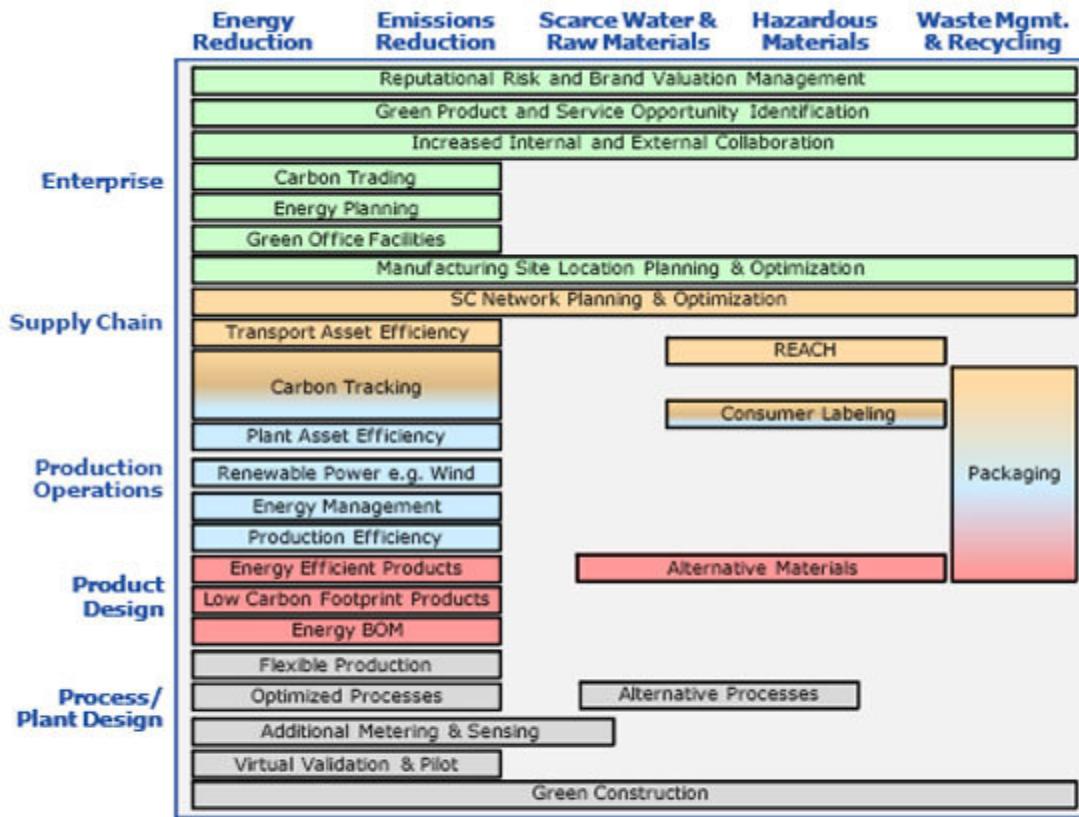 Energy Reduction
Emissions Reduction
Scarce Water & Raw Materials
Hazardous Materials
Waste Mgmt. & Recycling
Reputational Risk and Brand Valuation Management
Green Product and Service Opportunity Identification
Increased Internal and External Collaboration
Enterprise
Carbon Trading
Energy Planning
Green Office Facilities
Manufacturing Site Location Planning & Optimization
SC Network Planning & Optimization
Supply Chain
Transport Asset Efficiency
REACH
Carbon Tracking
Consumer Labeling
Plant Asset Efficiency
Production Operations
Renewable Power e.g. Wind
Packaging
Energy Management
Production Efficiency
Product Design
Energy Efficient Products
Alternative Materials
Low Carbon Footprint Products
Energy BOM
Flexible Production
Process/ Plant Design
Optimized Processes
Alternative Processes
Additional Metering & Sensing
Virtual Validation & Pilot
Green Construction